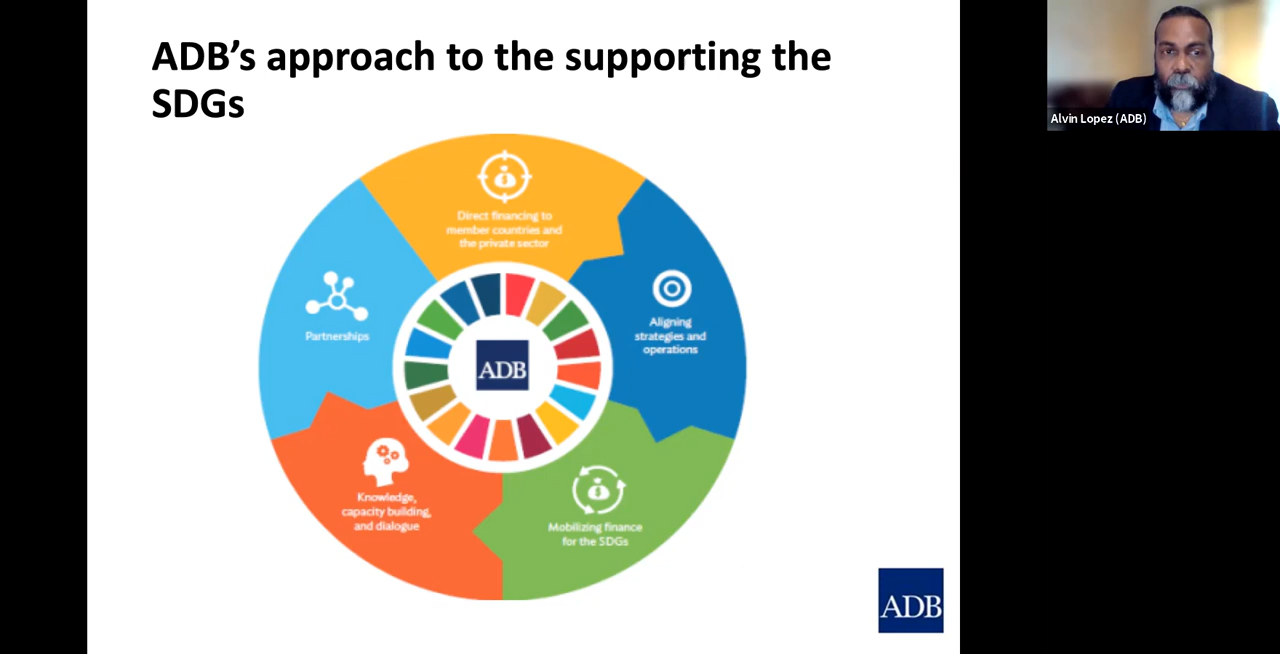 ADB’s approach to the supporting the
SDGs
Alvin Lopez (ADB)
Direct financing to
member countries and
the private sector
Aligning
strategies and
operations
Mobilizing finance
for the SDGs
Knowledge,
capacity building,
and dialogue
Partnerships
ADB
ADB